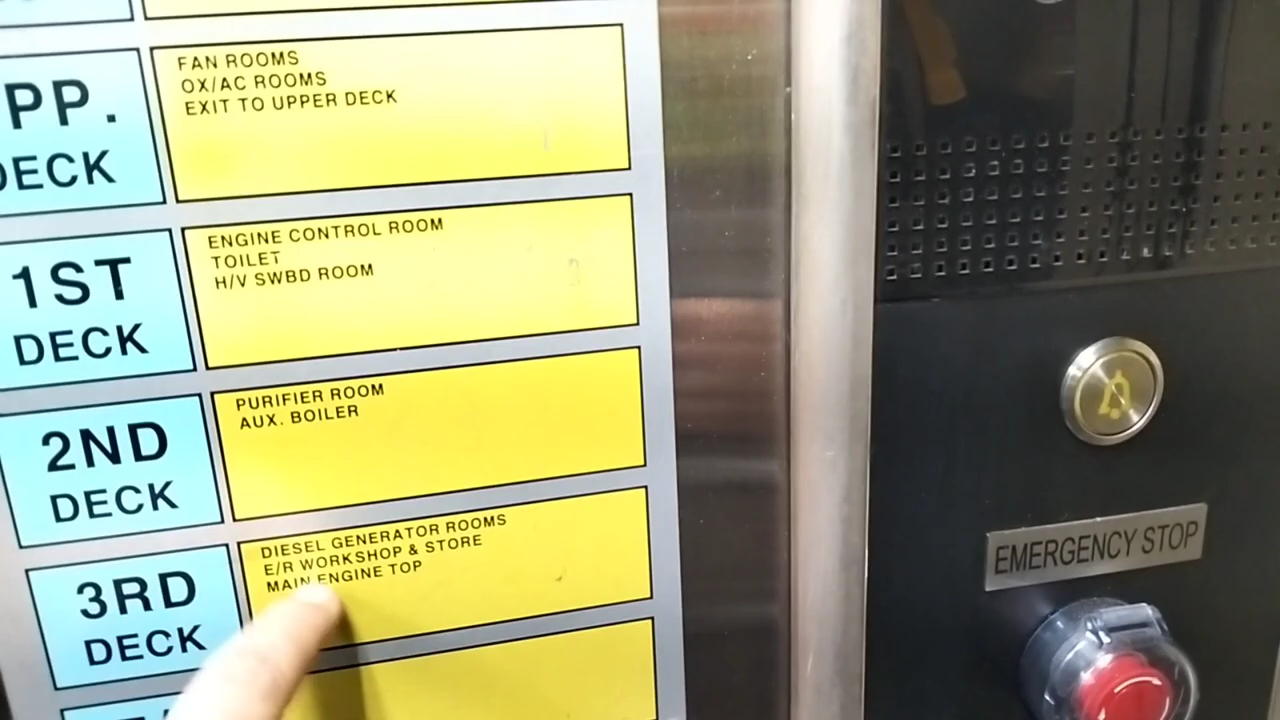 PP.
DECK
FAN ROOMS
OX/AC ROOMS
EXIT TO UPPER DECK
1ST
DECK
ENGINE CONTROL ROOM
TOILET
H/V SWBD ROOM
2ND
DECK
PURIFIER ROOM
AUX. BOILER
3RD
DECK
DIESEL GENERATOR ROOMS
E/R WORKSHOP & STORE
MAIN ENGINE TOP
EMERGENCY STOP